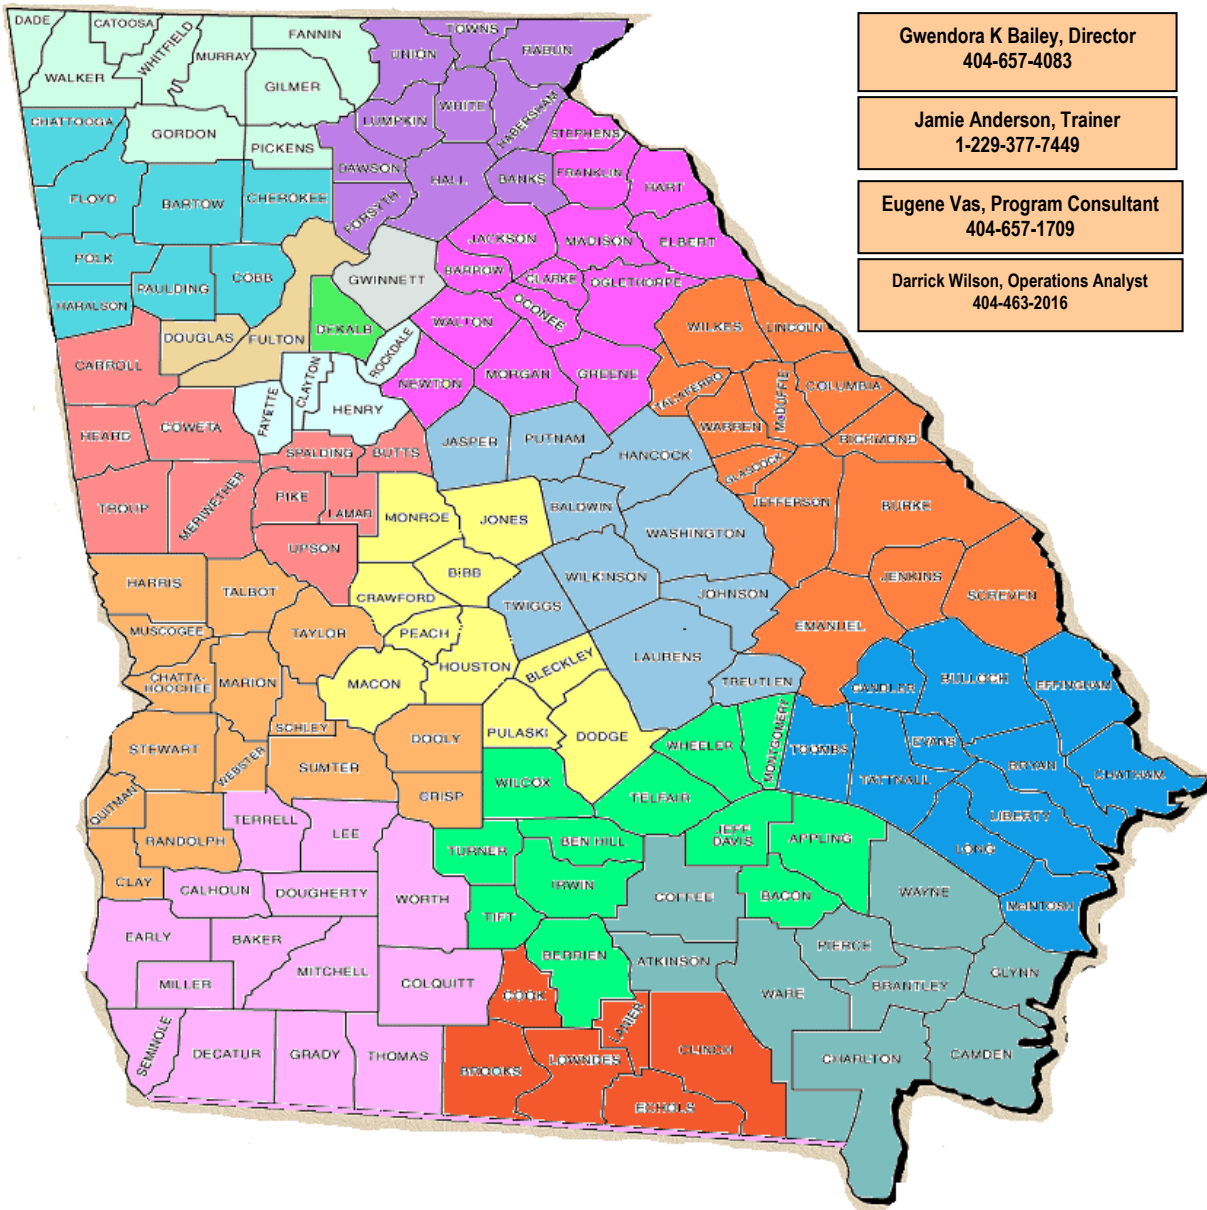 Gwendora K Bailey, Director
404-657-4083
Jamie Anderson, Trainer
1-229-377-7449
Eugene Vas, Program Consultant
404-657-1709
Darrick Wilson, Operations Analyst
404-463-2016
DADE
CATOOSA
WHITFIELD
MURRAY
FANNIN
UNION
TOWNS
RABUN
WALKER
GILMER
WHITE
HABERSHAM
LUMPKIN
STEPHENS
CHATTOOGA
GORDON
PICKENS
DAWSON
HALL
BANKS
FRANKLIN
HART
FLOYD
BARTOW
CHEROKEE
FORSYTH
JACKSON
MADISON
ELBERT
POLK
PAULDING
COBB
GWINNETT
BARROW
CLARKE
OGLETHORPE
HARALSON
DOUGLAS
FULTON
DEKALB
ROCKDALE
WALTON
OCONEE
WILKES
LINCOLN
CARROLL
CLAYTON
NEWTON
MORGAN
GREENE
TALIAFERRO
McDUFFIE
COLUMBIA
HEARD
COWETA
FAYETTE
HENRY
SPALDING
BUTTS
JASPER
PUTNAM
HANCOCK
WARREN
RICHMOND
GLASCOCK
TROUP
MERIWETHER
PIKE
LAMAR
MONROE
JONES
BALDWIN
WASHINGTON
JEFFERSON
BURKE
UPSON
HARRIS
TALBOT
CRAWFORD
BIBB
TWIGGS
WILKINSON
JOHNSON
JENKINS
SCREVEN
MUSCOGEE
TAYLOR
PEACH
HOUSTON
BLECKLEY
LAURENS
EMANUEL
CHATTA-
HOOCHEE
MARION
MACON
TREUTLEN
CANDLER
BULLOCH
EFFINGHAM
STEWART
WEBSTER
SCHLEY
SUMTER
DOOLY
PULASKI
DODGE
WHEELER
MONTGOMERY
TOOMBS
TATTNALL
EVANS
BRYAN
CHATHAM
QUITMAN
RANDOLPH
TERRELL
LEE
CRISP
WILCOX
TELFAIR
JEFF
DAVIS
APPLING
LIBERTY
LONG
CLAY
CALHOUN
DOUGHERTY
WORTH
TURNER
BEN HILL
IRWIN
COFFEE
BACON
WAYNE
McINTOSH
EARLY
BAKER
MITCHELL
TIFT
BERRIEN
ATKINSON
PIERCE
MILLER
COLQUITT
COOK
LANIER
WARE
BRANTLEY
GLYNN
SEMINOLE
DECATUR
GRADY
THOMAS
BROOKS
LOWNDES
CLINCH
ECHOLS
CHARLTON
CAMDEN